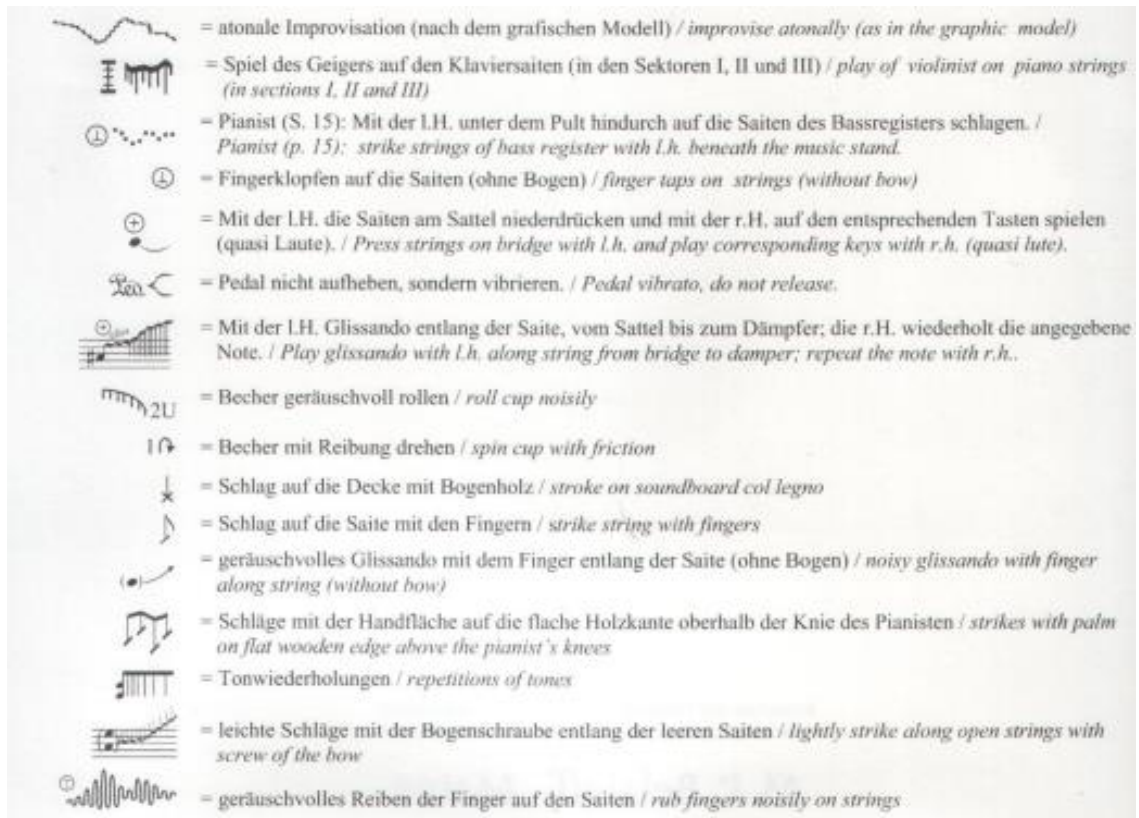 = atonale Improvisation (nach dem grafischen Modell) / improvise atonally (as in the graphic model)
= Spiel des Geigers auf den Klaviersaiten (in den Sektoren I, II und III) / play of violinist on piano strings
(in sections I, II and III)
= Pianist (S. 15): Mit der l.H. unter dem Pult hindurch auf die Saiten des Bassregisters schlagen. /
Pianist (p. 15): strike strings of bass register with l.h. beneath the music stand.
= Fingerklopfen auf die Saiten (ohne Bogen) / finger taps on strings (without bow)
= Mit der l.H. die Saiten am Sattel niederdrücken und mit der r.H. auf den entsprechenden Tasten spielen
(quasi Laute). / Press strings on bridge with l.h. and play corresponding keys with r.h. (quasi lute).
Ped = Pedal nicht aufheben, sondern vibrieren. / Pedal vibrato, do not release.
= Mit der l.H. Glissando entlang der Saite, vom Sattel bis zum Dämpfer; die r.H. wiederholt die angegebene
Note. / Play glissando with l.h. along string from bridge to damper; repeat the note with r.h..
2U = Becher geräuschvoll rollen / roll cup noisily
= Becher mit Reibung drehen / spin cup with friction
= Schlag auf die Decke mit Bogenholz / stroke on soundboard col legno
= Schlag auf die Saite mit den Fingern / strike string with fingers
= geräuschvolles Glissando mit dem Finger entlang der Saite (ohne Bogen) / noisy glissando with finger
along string (without bow)
= Schläge mit der Handfläche auf die flache Holzkante oberhalb der Knie des Pianisten / strikes with palm
on flat wooden edge above the pianist's knees
= Tonwiederholungen / repetitions of tones
= leichte Schläge mit der Bogenschraube entlang der leeren Saiten / lightly strike along open strings with
screw of the bow
= geräuschvolles Reiben der Finger auf den Saiten / rub fingers noisily on strings